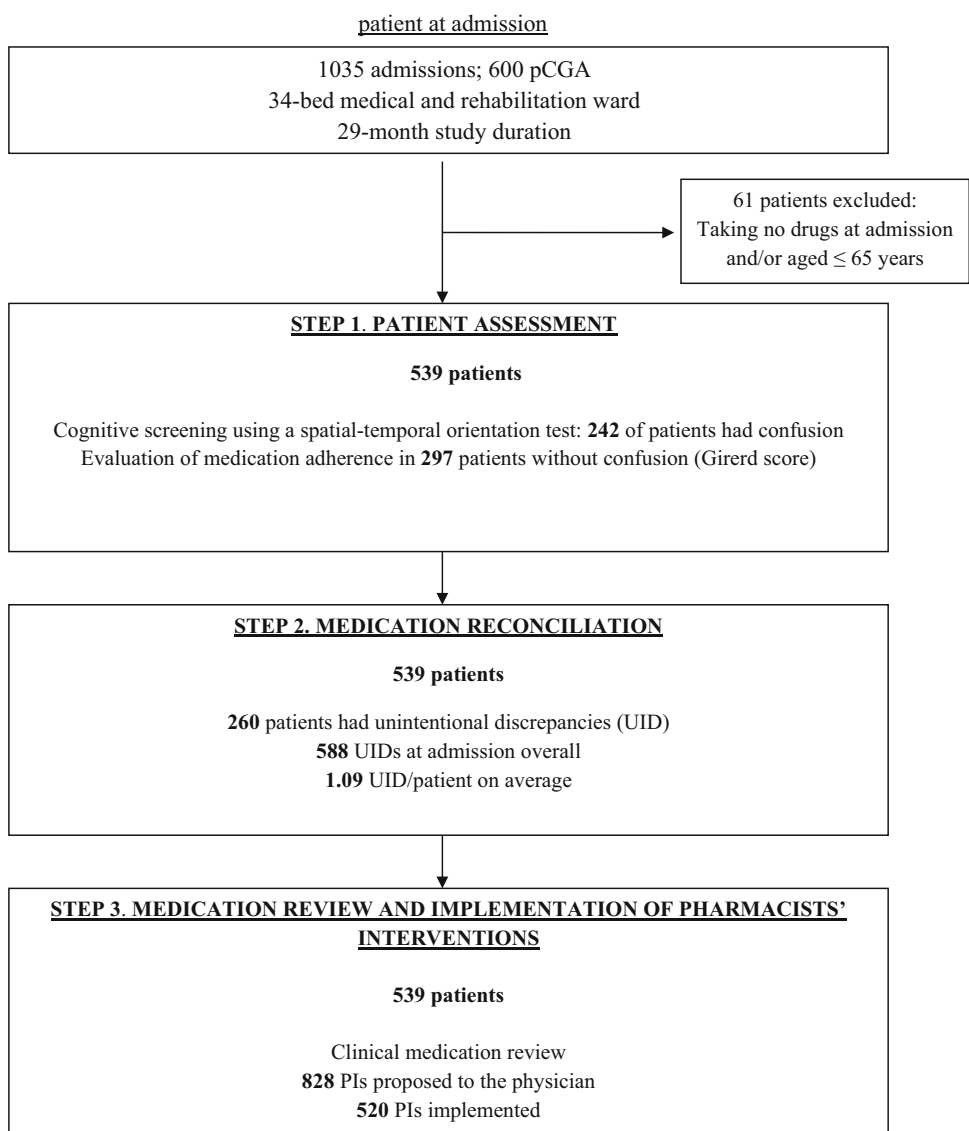 patient at admission
1035 admissions; 600 pCGA
34-bed medical and rehabilitation ward
29-month study duration
61 patients excluded:
Taking no drugs at admission
and/or aged ≤ 65 years
STEP 1. PATIENT ASSESSMENT
539 patients
Cognitive screening using a spatial-temporal orientation test: 242 of patients had confusion
Evaluation of medication adherence in 297 patients without confusion (Girerd score)
STEP 2. MEDICATION RECONCILIATION
539 patients
260 patients had unintentional discrepancies (UID)
588 UIDs at admission overall
1.09 UID/patient on average
STEP 3. MEDICATION REVIEW AND IMPLEMENTATION OF PHARMACISTS’
INTERVENTIONS
539 patients
Clinical medication review
828 PIs proposed to the physician
520 PIs implemented